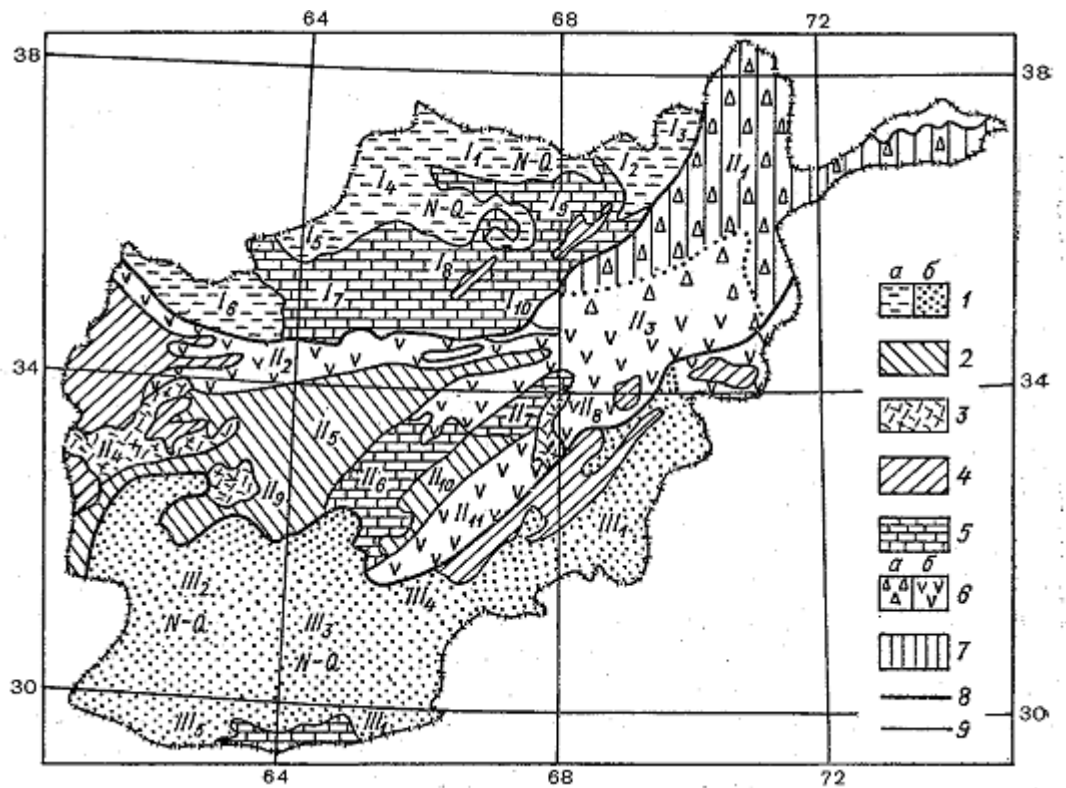 64 68 72
38 38
I₃
I₁ N-Q I₂
I₄ II₁
N-Q I₉
I₅
I₈
а б
I₇ 1
I₆ I₁₀
II₃
II₂
34 34
2
II₇ II₈
II₅ 3
II₄
II₆ 4
II₉ II₁₀
II₁₁ III₁ 5
а б
III₂ III₄ 6
N-Q III₃
N-Q 7
30 8
III₅ 30
9
64 68 72